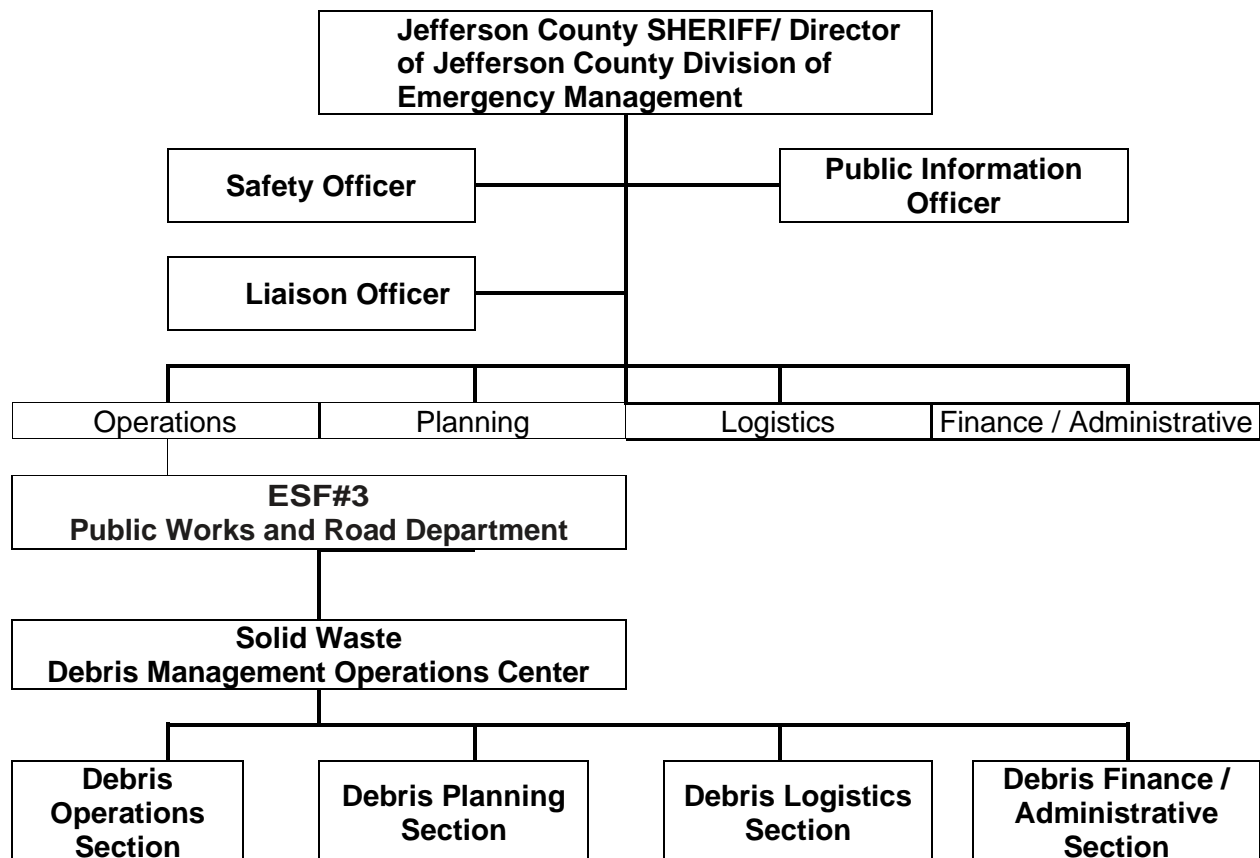 Jefferson County SHERIFF/ Director
of Jefferson County Division of
Emergency Management
Safety Officer
Public Information
Officer
Liaison Officer
Operations
Planning
Logistics
Finance / Administrative
ESF#3
Public Works and Road Department
Solid Waste
Debris Management Operations Center
Debris
Operations
Section
Debris Planning
Section
Debris Logistics
Section
Debris Finance /
Administrative
Section